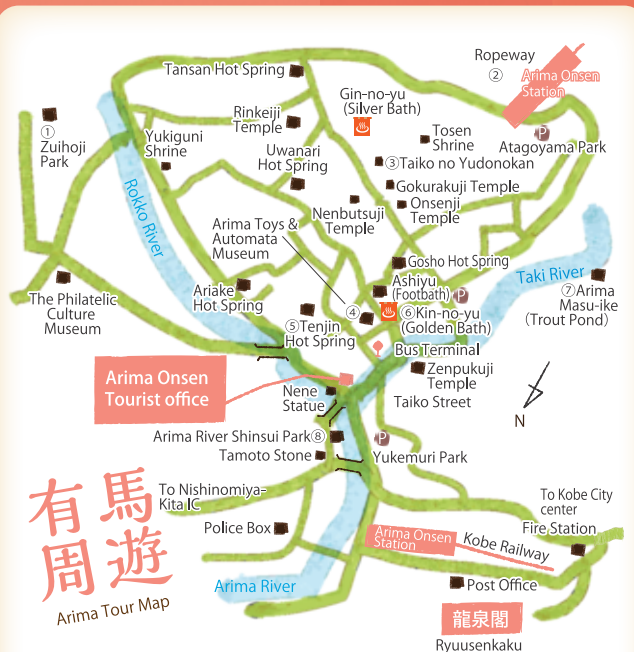 Ropeway
②
Arima Onsen
Station
Tansan Hot Spring
Gin-no-yu
(Silver Bath)
①
Zuihoji
Park
Rinkeiji
Temple
Tosen
Shrine
P
Atagoyama Park
Yukiguni
Shrine
Uwanari
Hot Spring
③Taiko no Yudonokan
Gokurakuji Temple
Onsenji
Temple
Nenbutsuji
Temple
Rokko River
Arima Toys &
Automata
Museum
Gosho Hot Spring
Taki River
⑦Arima
Masu-ike
(Trout Pond)
The Philatelic
Culture
Museum
Ariake
Hot Spring
Ashiyu
(Footbath)
P
④
⑥Kin-no-yu
(Golden Bath)
⑤Tenjin
Hot Spring
Bus Terminal
Arima Onsen
Tourist office
Zenpukuji
Temple
Nene
Statue
Taiko Street
N
Arima River Shinsui Park⑧
P
Tamoto Stone
Yukemuri Park
有馬
周遊
Arima Tour Map
To Nishinomiya-
Kita IC
To Kobe City
center
Fire Station
Police Box
Arima Onsen
Station
Kobe Railway
Arima River
Post Office
龍泉閣
Ryuusenkaku